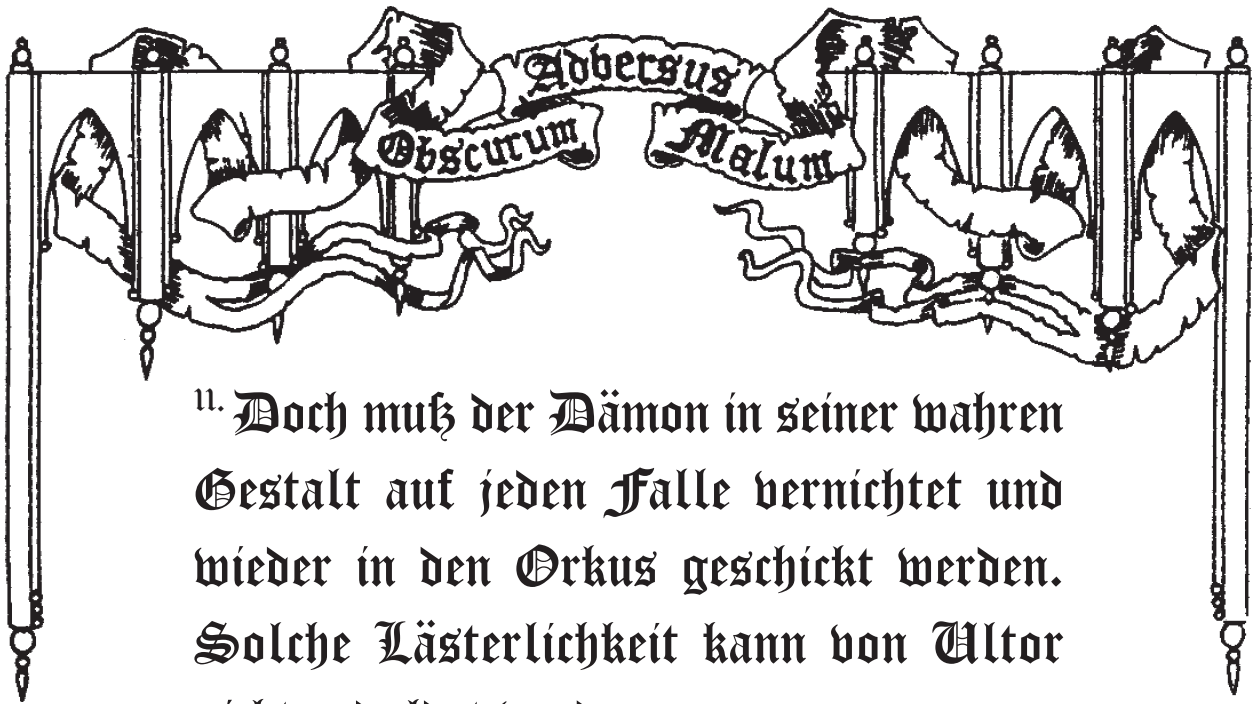 Adversus
Obscurum Malum
11. Doch muß der Dämon in seiner wahren
Gestalt auf jeden Falle vernichtet und
wieder in den Orkus geschickt werden.
Solche Lästerlichkeit kann von Ultor